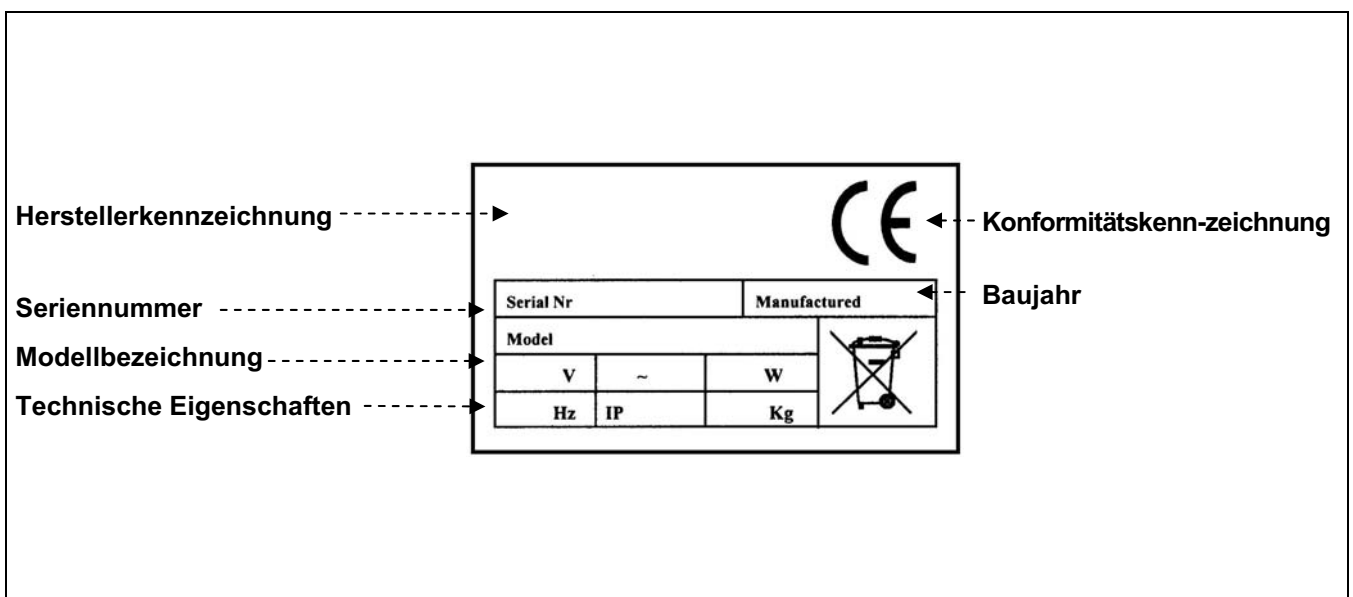 Herstellerkennzeichnung
CE
Konformitätskenn-zeichnung
Seriennummer
Serial Nr
Manufactured
Baujahr
Modellbezeichnung
Model
V ~ W
Technische Eigenschaften
Hz IP Kg